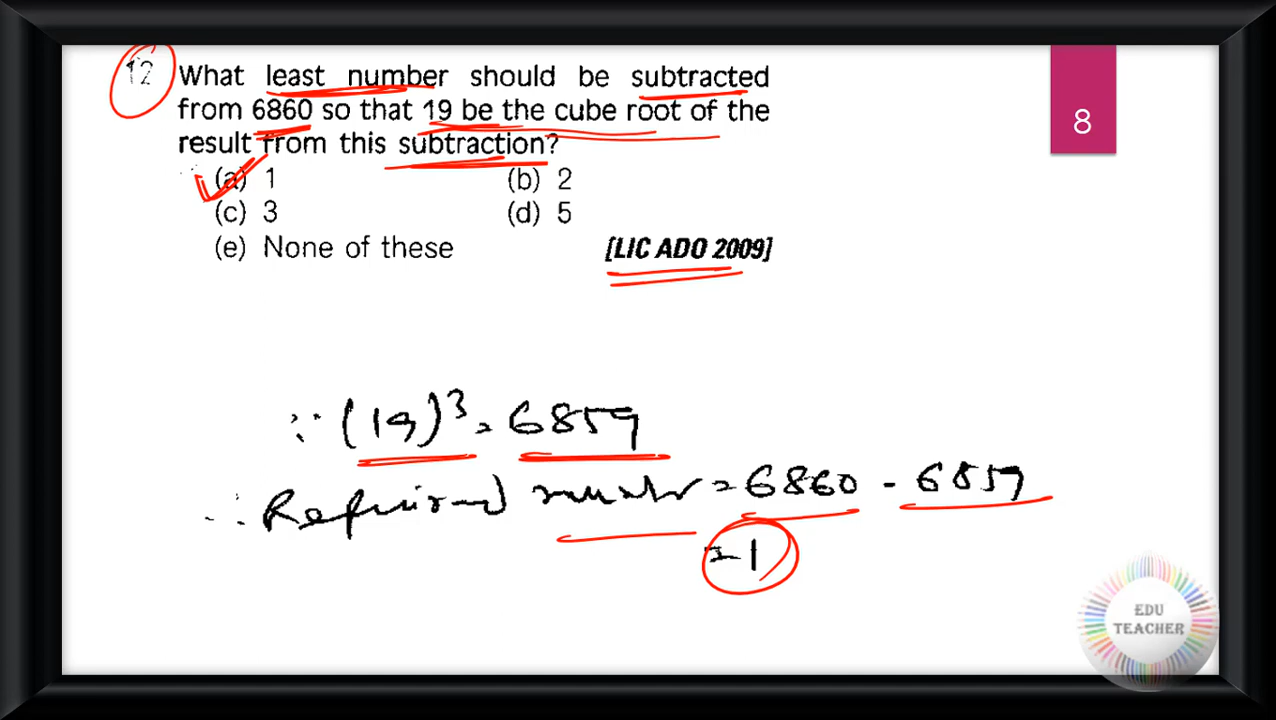 8
12 What least number should be subtracted
from 6860 so that 19 be the cube root of the
result from this subtraction?
(a) 1 (b) 2
(c) 3 (d) 5
(e) None of these [LIC ADO 2009]
∵ (19)³ = 6859
∴ Required number = 6860 - 6859
= 1
EDU
TEACHER